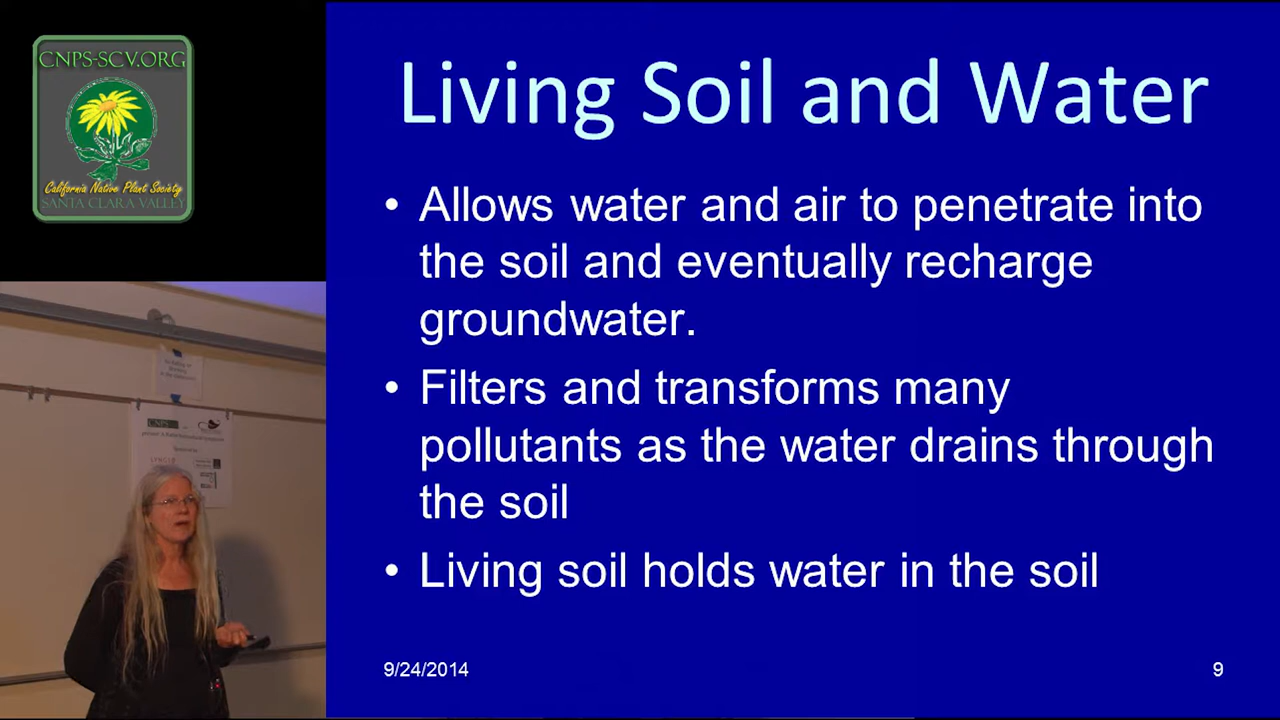 CNPS-SCV.ORG
California Native Plant Society
SANTA CLARA VALLEY
Living Soil and Water
• Allows water and air to penetrate into
the soil and eventually recharge
groundwater.
• Filters and transforms many
pollutants as the water drains through
the soil
• Living soil holds water in the soil
9/24/2014
9
CNPS